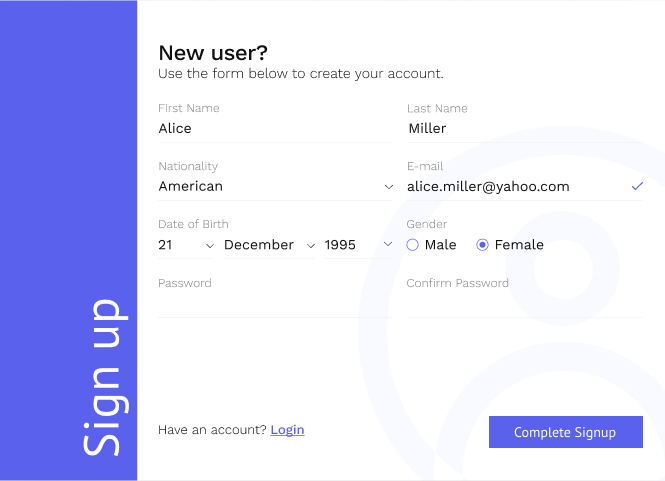 Sign up
New user?
Use the form below to create your account.
First Name
Last Name
Alice
Miller
Nationality
E-mail
American
alice.miller@yahoo.com
Date of Birth
Gender
21 December 1995
Male Female
Password
Confirm Password
Have an account? Login
Complete Signup